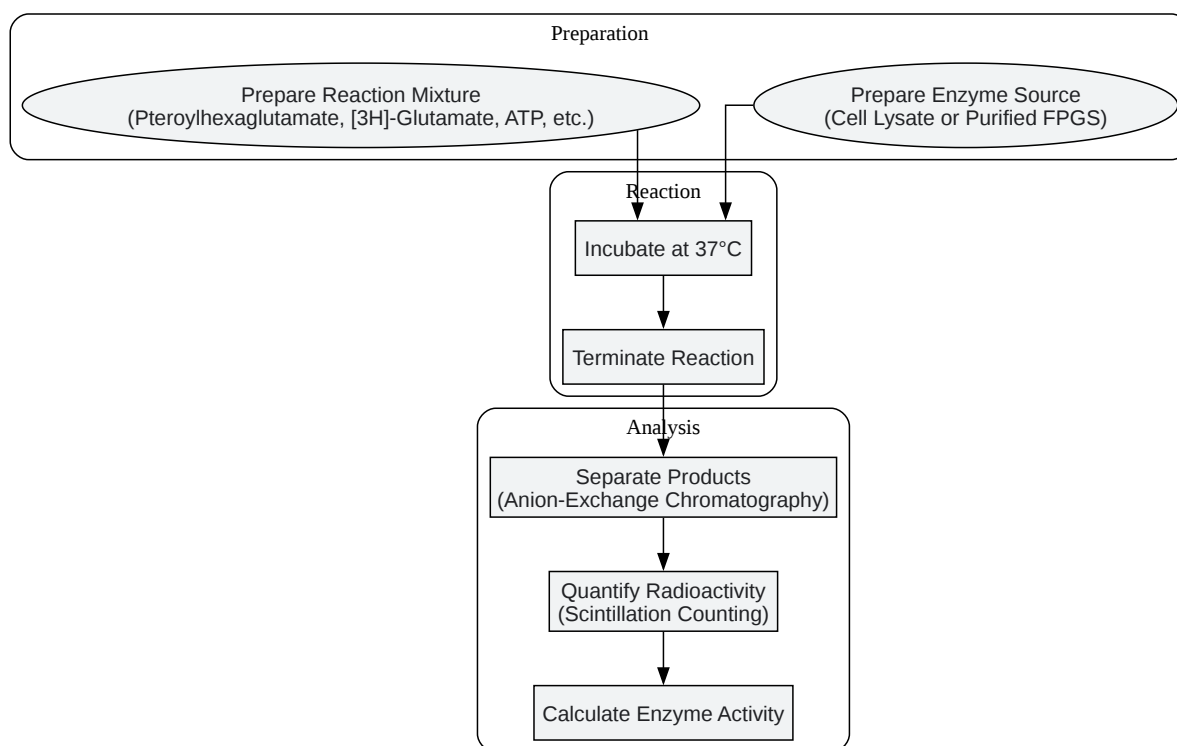 Preparation
Prepare Reaction Mixture
(Pteroylhexaglutamate, [3H]-Glutamate, ATP, etc.)
Prepare Enzyme Source
(Cell Lysate or Purified FPGS)
Reaction
Incubate at 37°C
Terminate Reaction
Analysis
Separate Products
(Anion-Exchange Chromatography)
Quantify Radioactivity
(Scintillation Counting)
Calculate Enzyme Activity